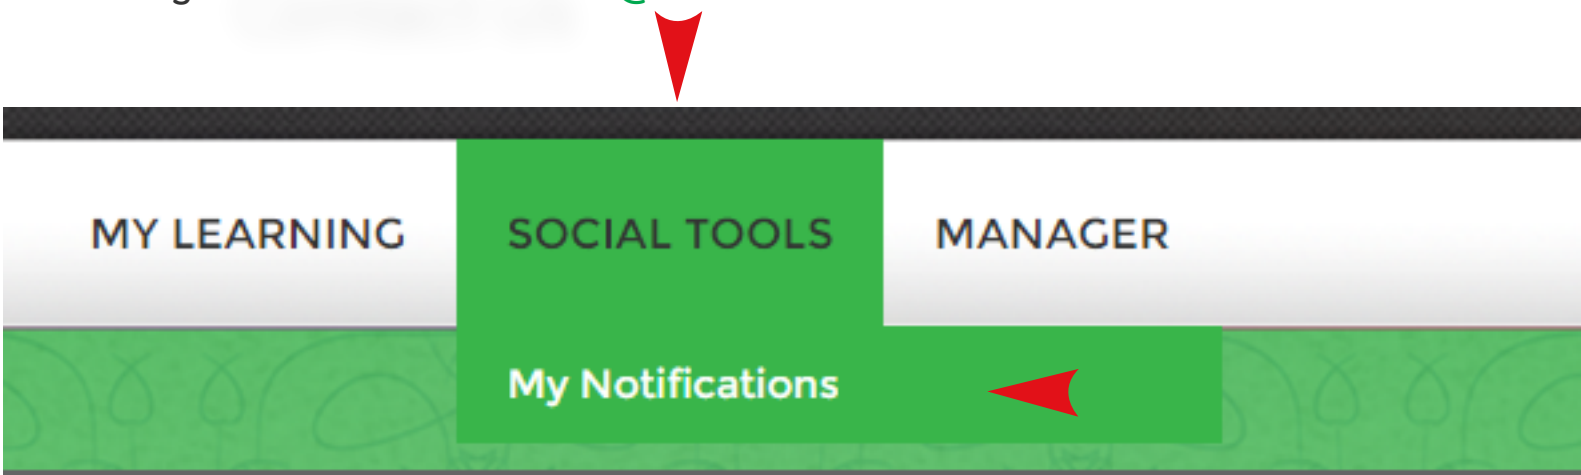 MY LEARNING SOCIAL TOOLS MANAGER
My Notifications